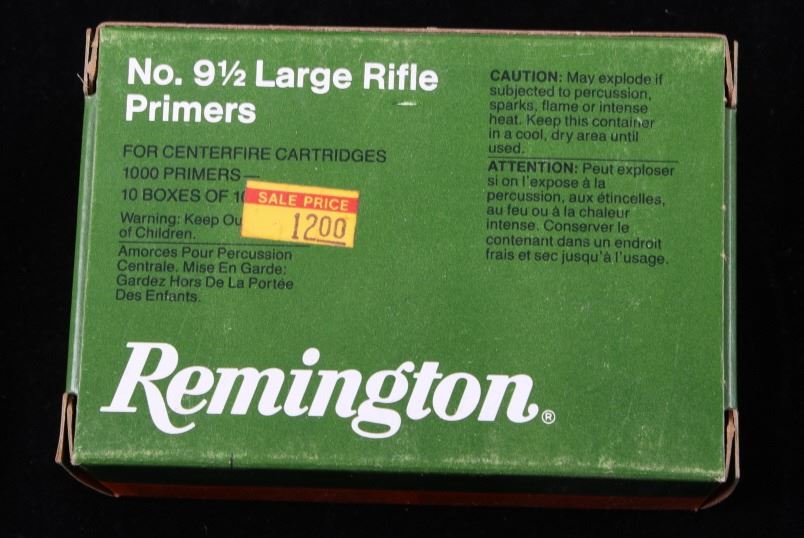 No. 9½ Large Rifle
Primers
FOR CENTERFIRE CARTRIDGES
1000 PRIMERS—
10 BOXES OF
SALE PRICE
1200
Warning: Keep
of Children.
Amorces Pour Percussion
Centrale. Mise En Garde:
Gardez Hors De La Portée
Des Enfants.
CAUTION: May explode if
subjected to percussion,
sparks, flame or intense
heat. Keep this container
in a cool, dry area until
used.
ATTENTION: Peut exploser
si on l'expose à la
percussion, aux étincelles,
au feu ou à la chaleur
intense. Conserver le
contenant dans un endroit
frais et sec jusqu'à l'usage.
Remington®